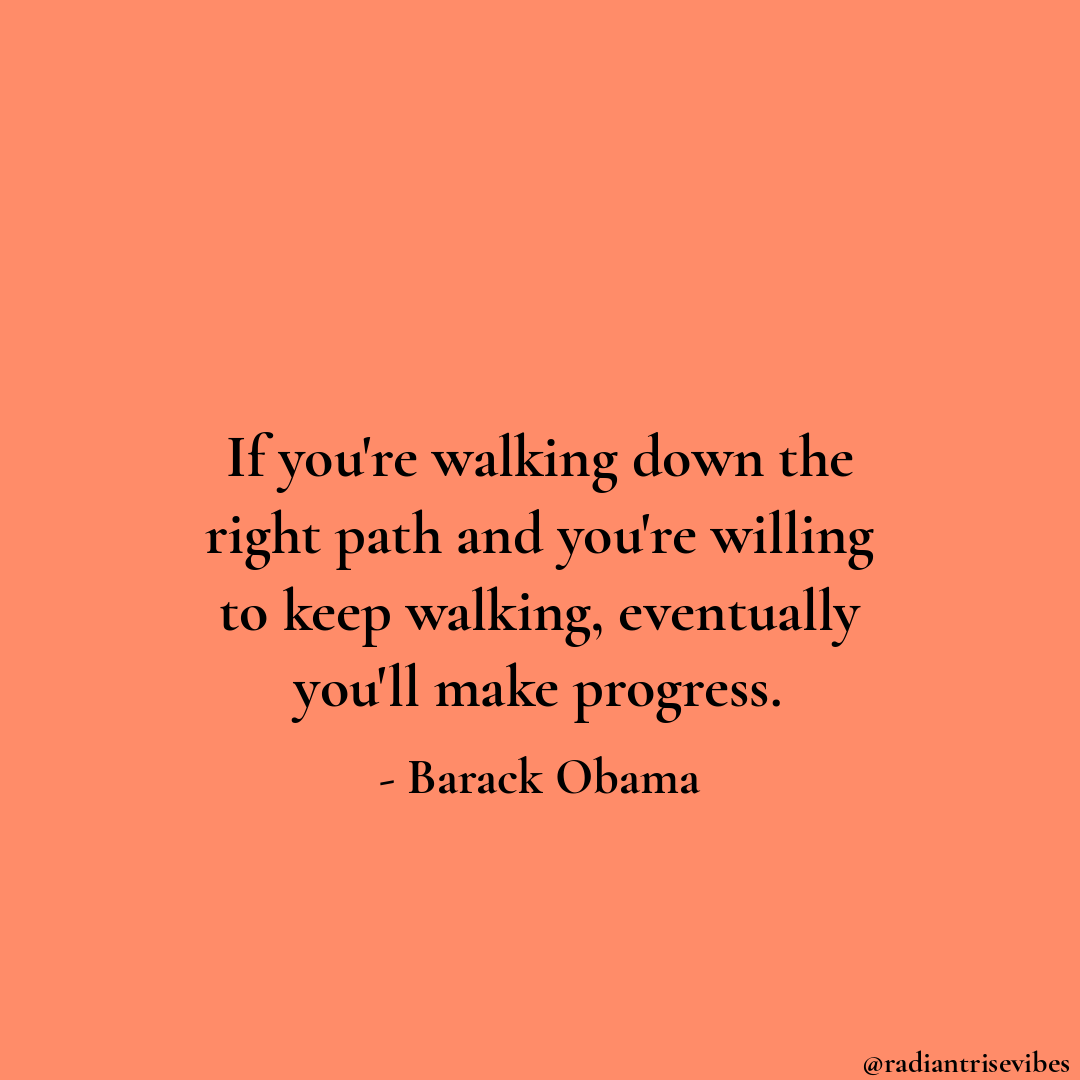 If you're walking down the
right path and you're willing
to keep walking, eventually
you'll make progress.
- Barack Obama
@radiantrisevibes